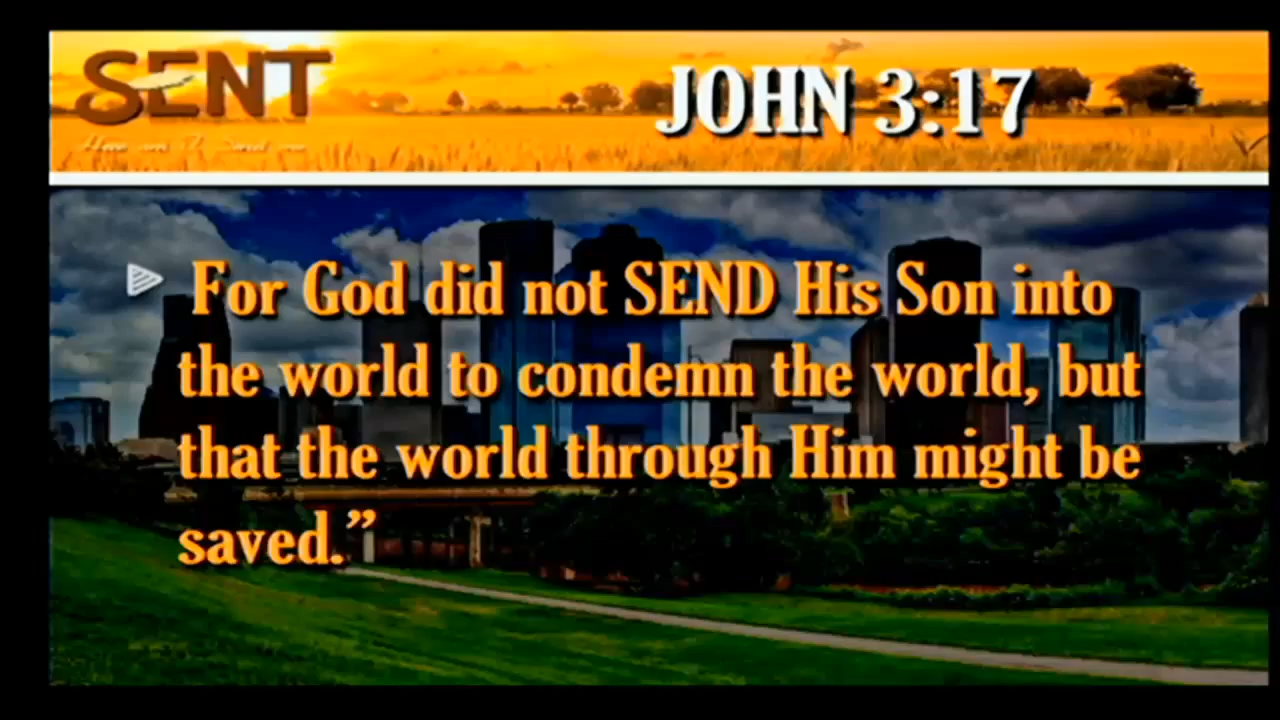 SENT
JOHN 3:17
For God did not SEND His Son into
the world to condemn the world, but
that the world through Him might be
saved.”